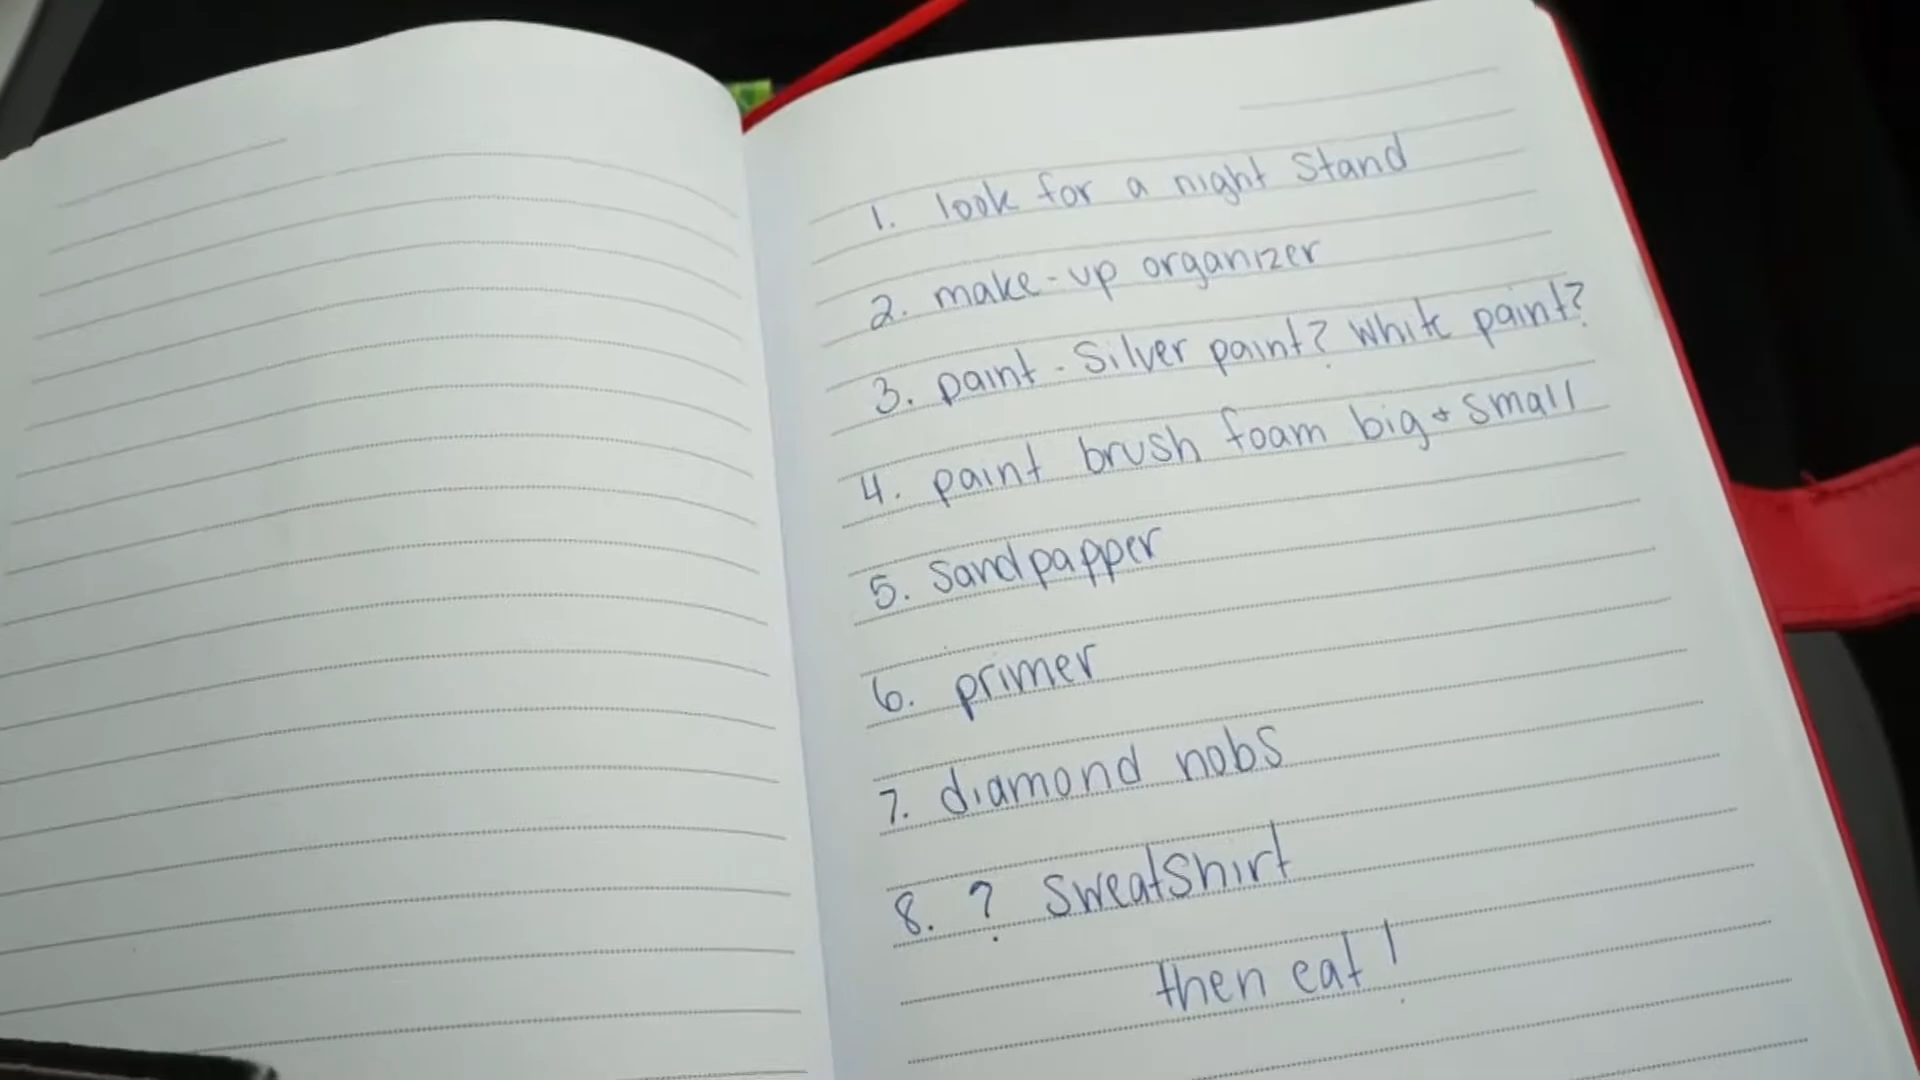 1. look for a night Stand
2. make-up organizer
3. paint - Silver paint? White paint?
4. paint brush foam big + small
5. Sandpapper
6. primer
7. diamond nobs
8. ? Sweatshirt
then eat!